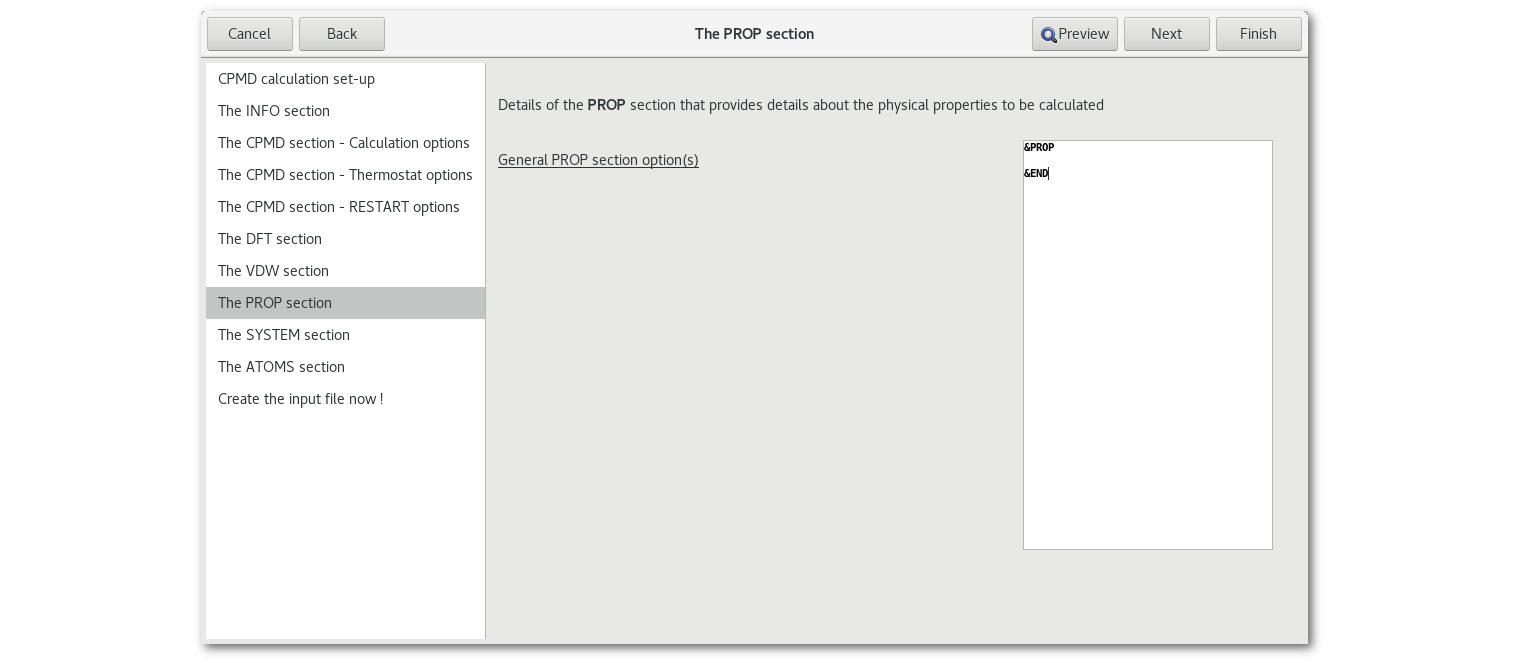 Cancel Back The PROP section Preview Next Finish
CPMD calculation set-up
The INFO section
The CPMD section - Calculation options
The CPMD section - Thermostat options
The CPMD section - RESTART options
The DFT section
The VDW section
The PROP section
The SYSTEM section
The ATOMS section
Create the input file now !
Details of the PROP section that provides details about the physical properties to be calculated
General PROP section option(s)
&PROP
&END